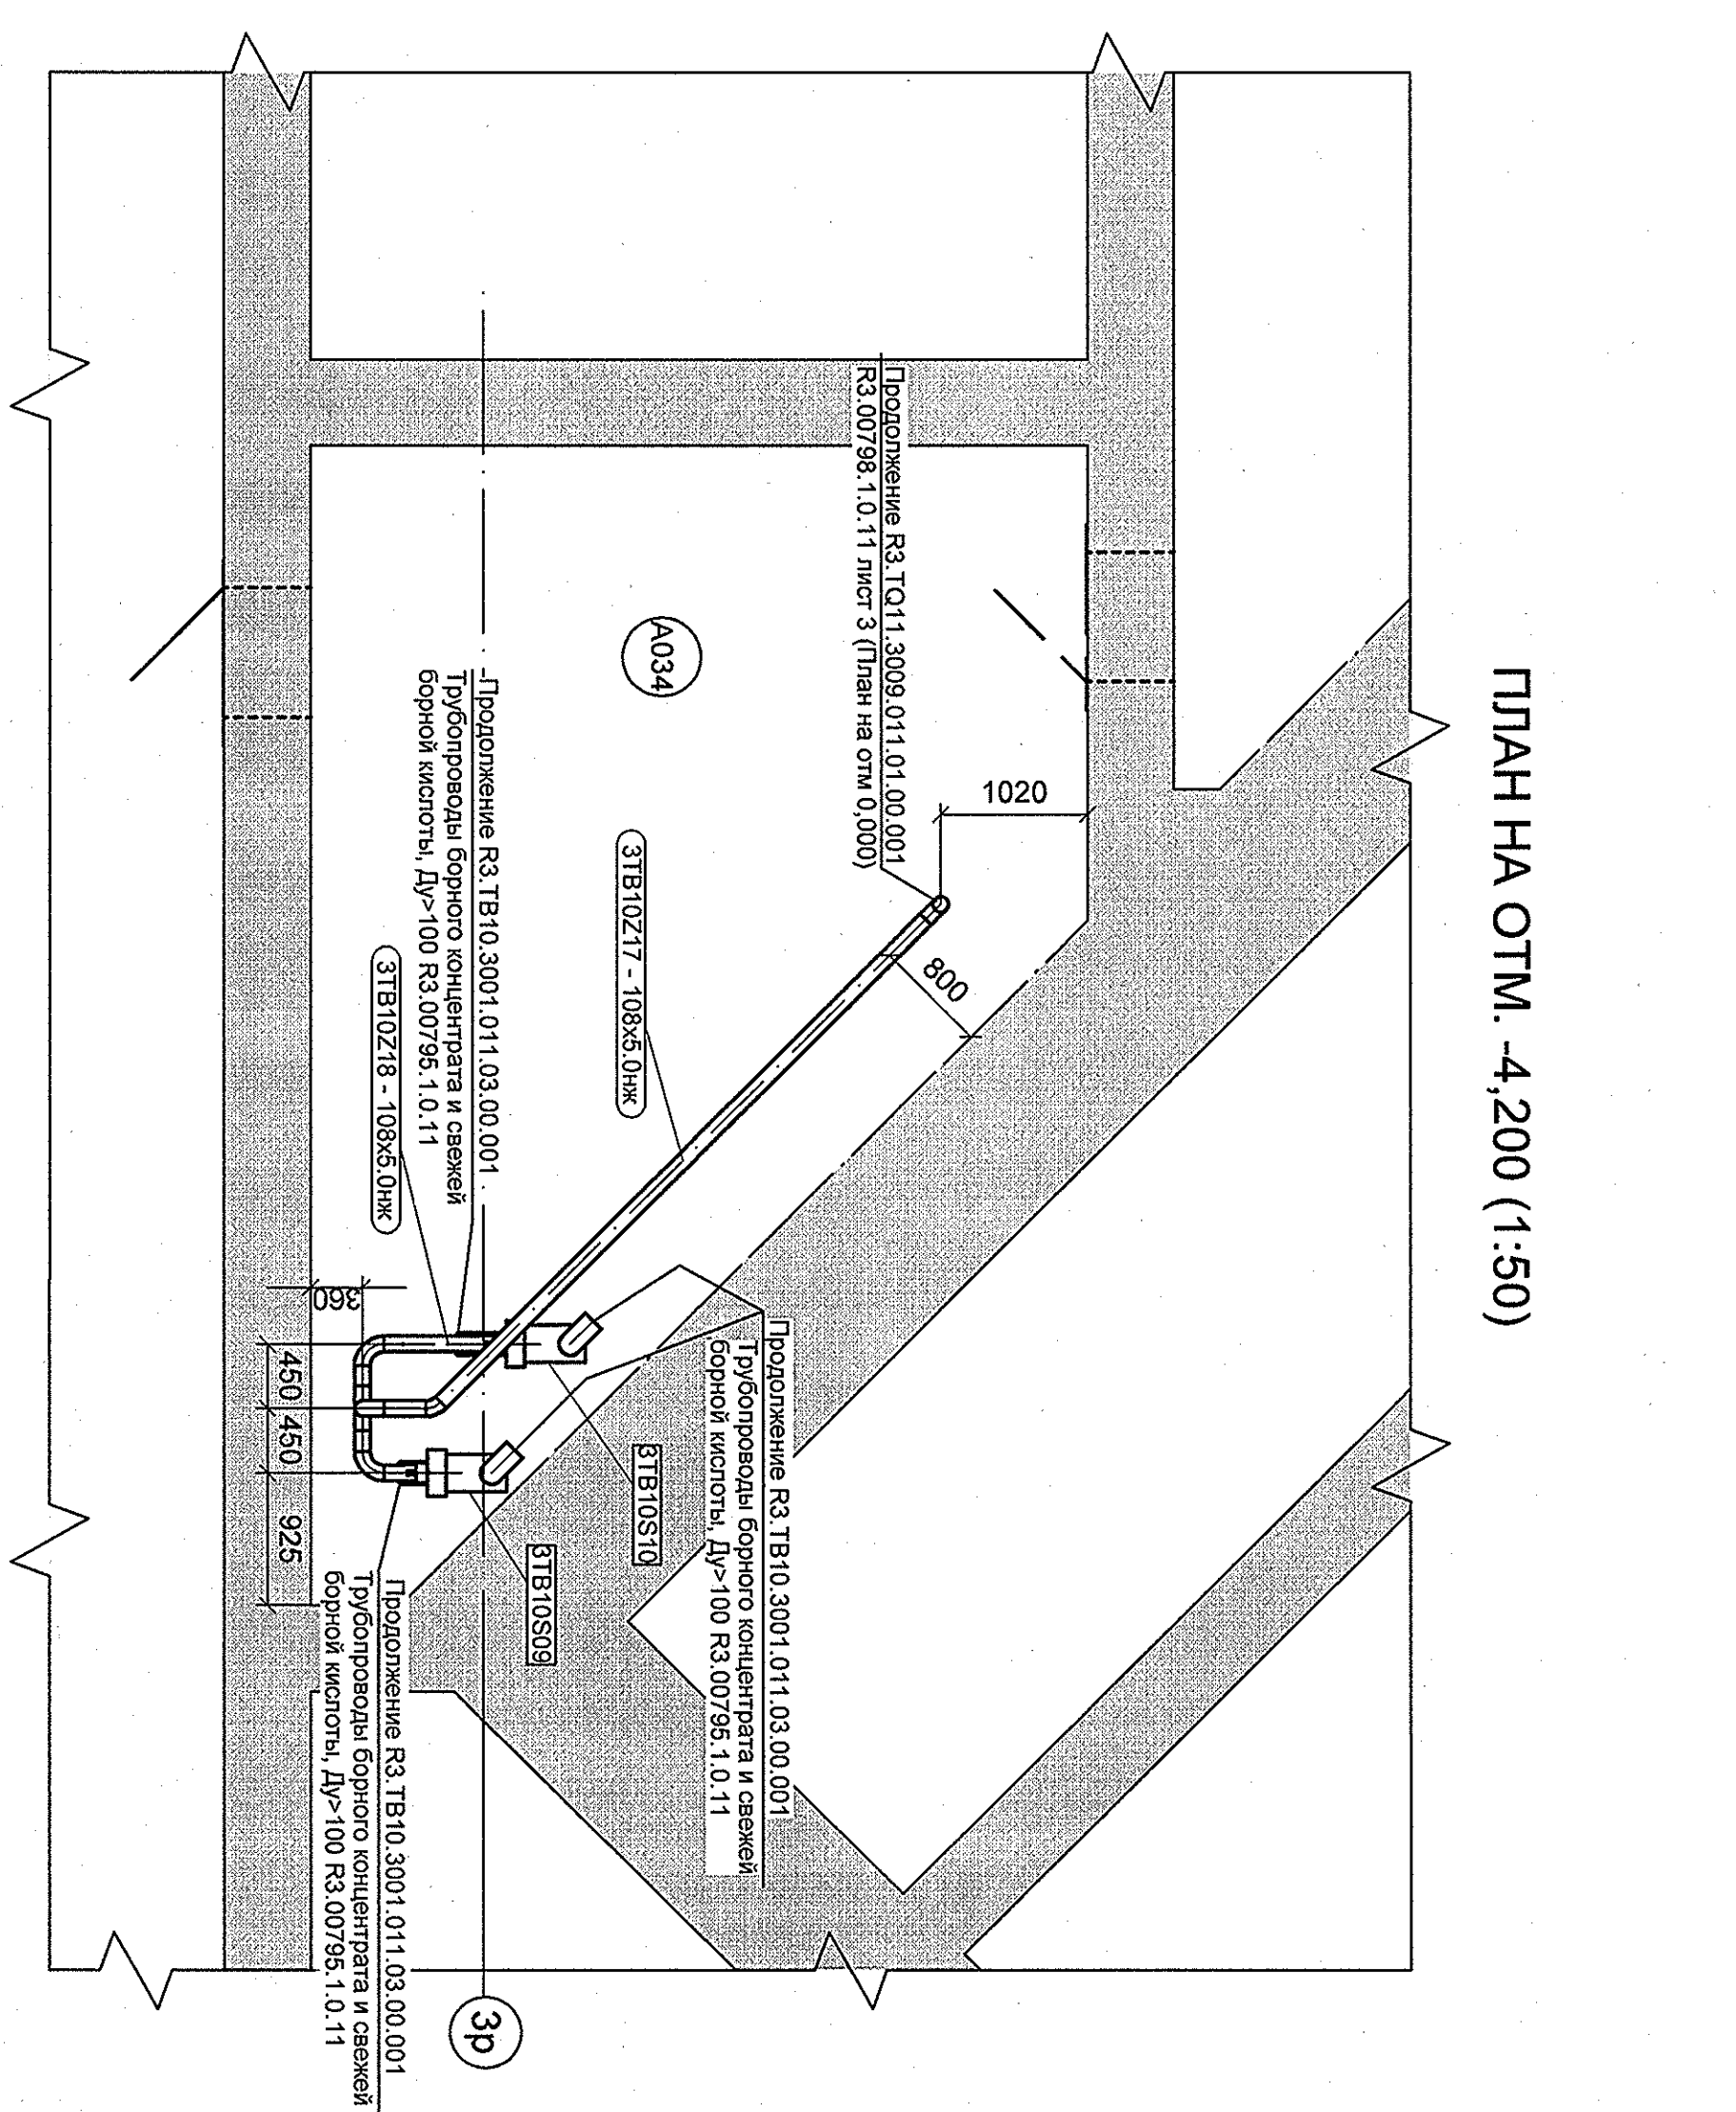 ПЛАН НА ОТМ. -4,200 (1:50)
Продолжение R3.TQ11.3009.011.01.00.001
R3.00798.1.0.11 лист 3 (План на отм 0,000)
1020
800
A034
3TB10Z17 - 108x5.0нж
Продолжение R3.TB10.3001.011.03.00.001
Трубопроводы борного концентрата и свежей
борной кислоты, Ду>100 R3.00795.1.0.11
3TB10Z18 - 108x5.0нж
Продолжение R3.TB10.3001.011.03.00.001
Трубопроводы борного концентрата и свежей
борной кислоты, Ду>100 R3.00795.1.0.11
3TB10S10
3TB10S09
360
450
450
925
Продолжение R3.TB10.3001.011.03.00.001
Трубопроводы борного концентрата и свежей
борной кислоты, Ду>100 R3.00795.1.0.11
3р